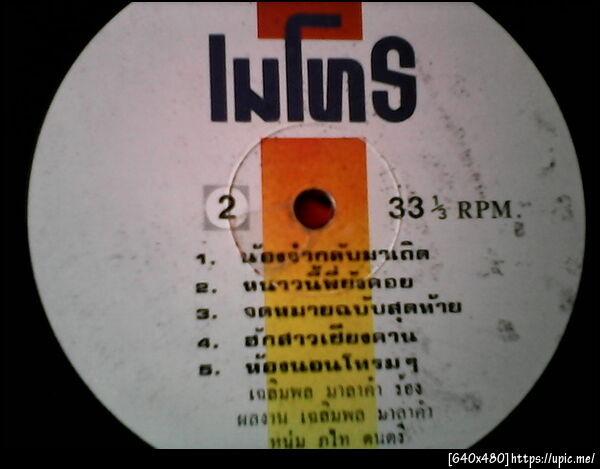 ไมโทร
2 33 ⅓ RPM.
1. น้องจ๋ากลับมาเถิด
2. หนาวนี้พี่ยังคอย
3. จดหมายฉบับสุดท้าย
4. ฮักสาวเชียงคาน
5. ห้องนอนโทรมๆ
เฉลิมพล มาลาคำ ร้อง
ผลงาน เฉลิมพล มาลาคำ
หนุ่ม ภูไท ดนตรี
[640x480]https://upic.me/